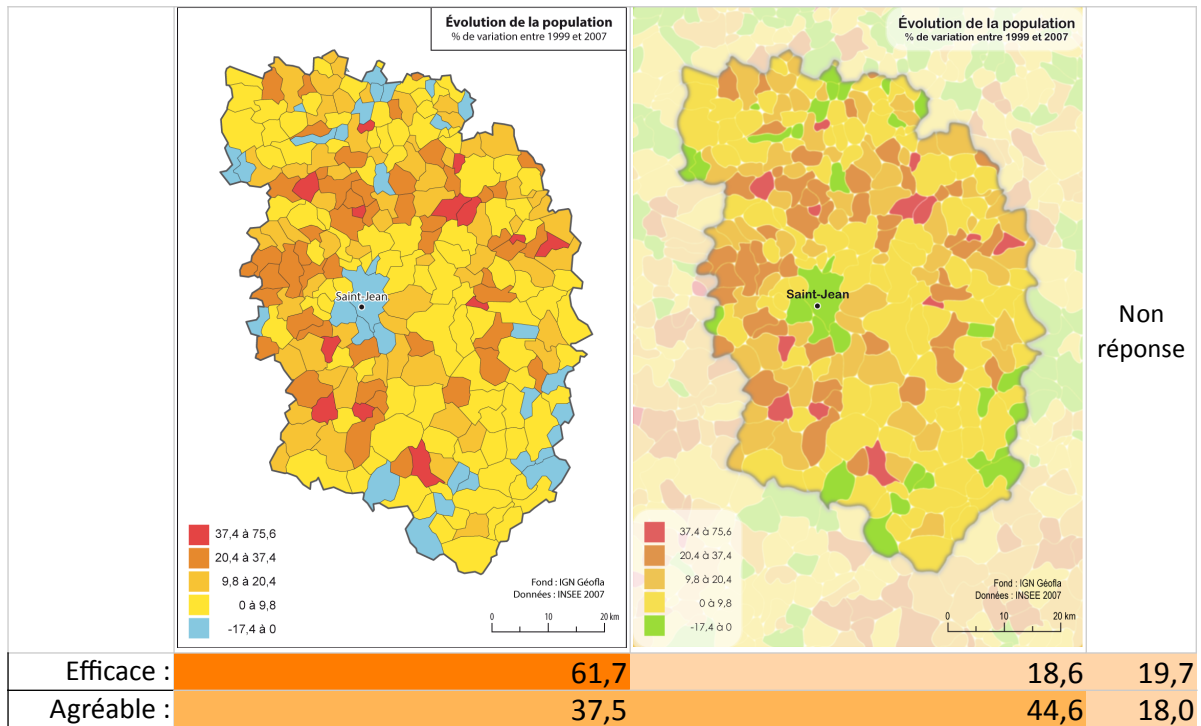 Évolution de la population
% de variation entre 1999 et 2007
Saint-Jean
37,4 à 75,6
20,4 à 37,4
9,8 à 20,4
0 à 9,8
-17,4 à 0
Fond : IGN Géofla
Données : INSEE 2007
0 10 20 km
Évolution de la population
% de variation entre 1999 et 2007
Saint-Jean
37,4 à 75,6
20,4 à 37,4
9,8 à 20,4
0 à 9,8
-17,4 à 0
Fond : IGN Géofla
Données : INSEE 2007
0 10 20 km
Non
réponse
Efficace : 61,7 18,6 19,7
Agréable : 37,5 44,6 18,0